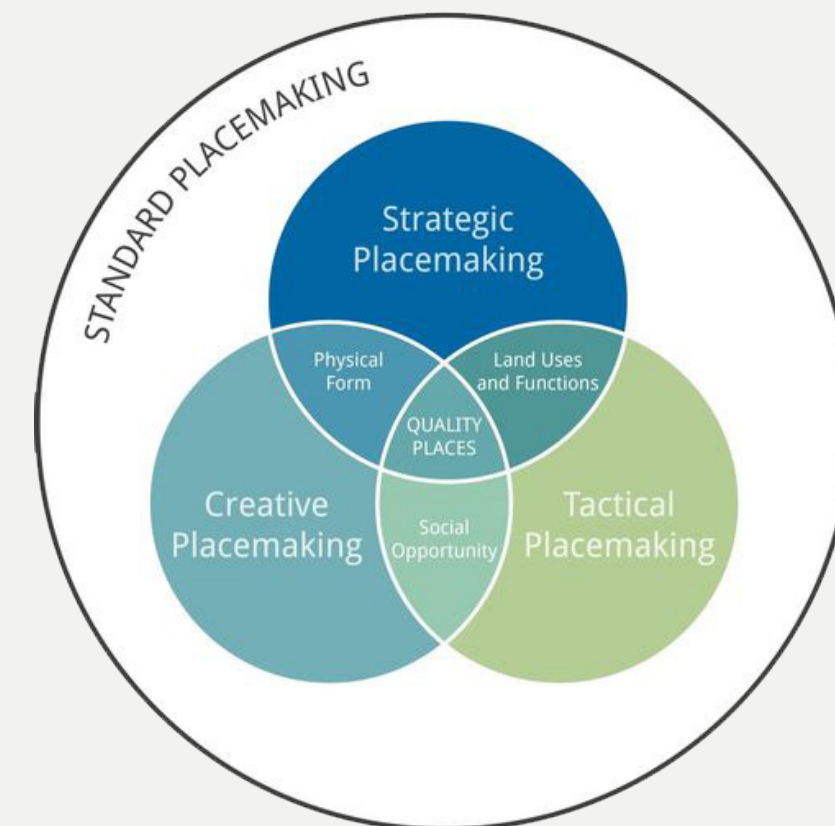 STANDARD PLACEMAKING
Strategic
Placemaking
Physical
Form
Land Uses
and Functions
QUALITY
PLACES
Creative
Placemaking
Social
Opportunity
Tactical
Placemaking